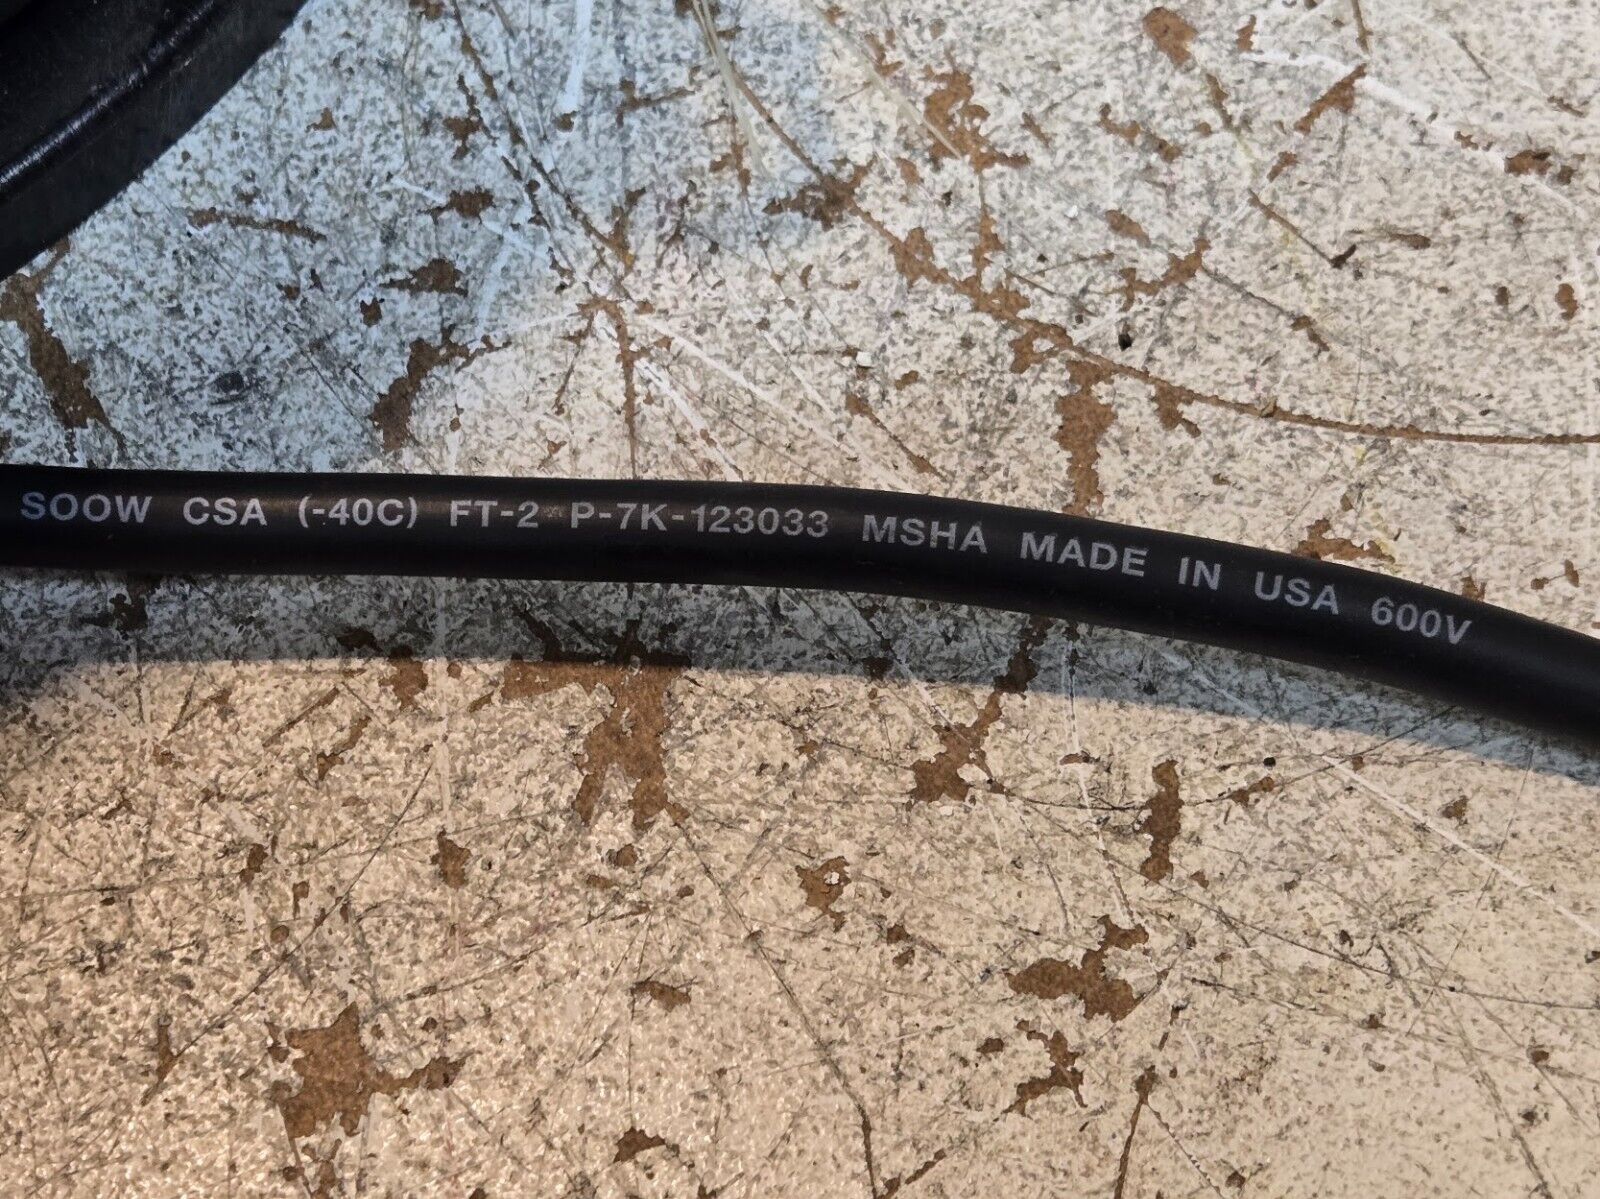 SOOW CSA (-40C) FT-2 P-7K-123033 MSHA MADE IN USA 600V